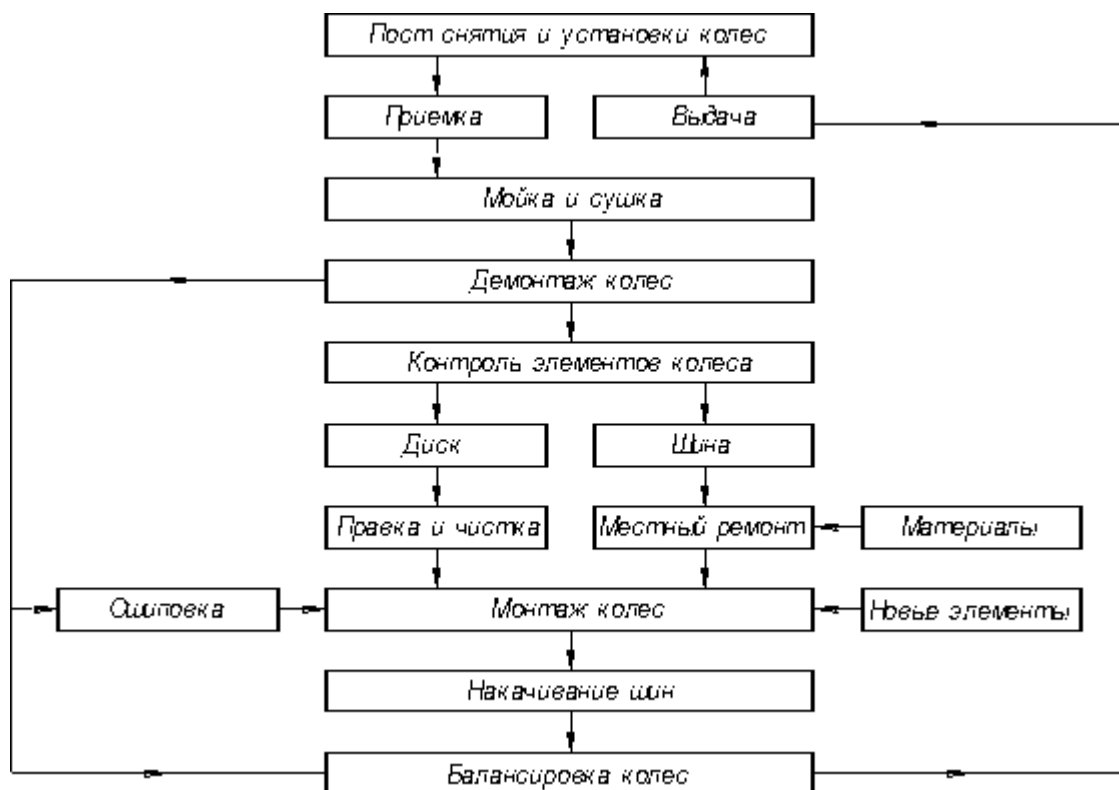 Пост снятия и установки колес
Приемка
Выдача
Мойка и сушка
Демонтаж колес
Контроль элементов колеса
Диск
Шина
Правка и чистка
Местный ремонт
Материалы
Ошиповка
Монтаж колес
Новые элементы
Накачивание шин
Балансировка колес